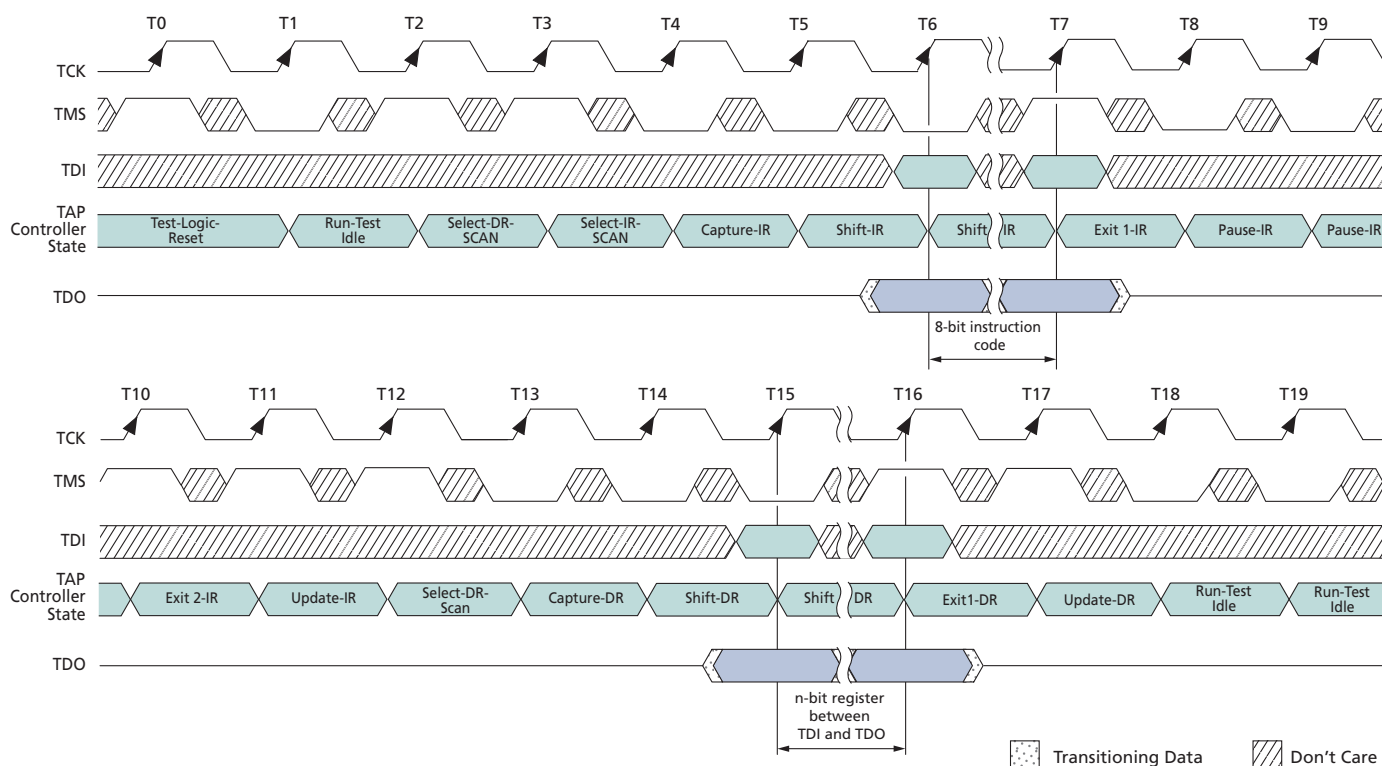 T0 T1 T2 T3 T4 T5 T6 T7 T8 T9
TCK
TMS
TDI
TAP
Controller
State
Test-Logic-
Reset
Run-Test
Idle
Select-DR-
SCAN
Select-IR-
SCAN
Capture-IR
Shift-IR
Shift IR
Exit 1-IR
Pause-IR
Pause-IR
TDO
8-bit instruction
code
T10 T11 T12 T13 T14 T15 T16 T17 T18 T19
TCK
TMS
TDI
TAP
Controller
State
Exit 2-IR
Update-IR
Select-DR-
Scan
Capture-DR
Shift-DR
Shift DR
Exit1-DR
Update-DR
Run-Test
Idle
Run-Test
Idle
TDO
n-bit register
between
TDI and TDO
Transitioning Data
Don't Care